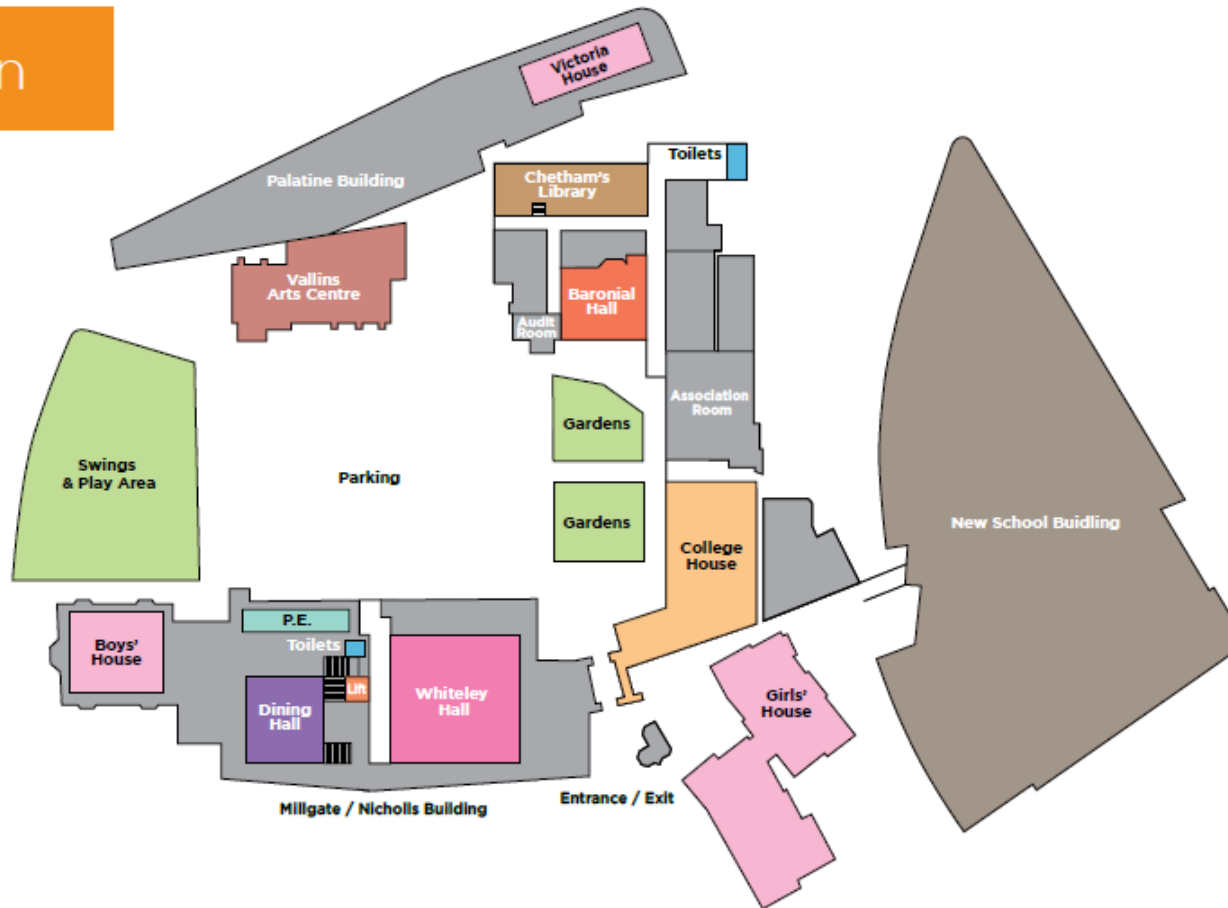 n
Victoria
House
Toilets
Palatine Building
Chetham's
Library
Vallins
Arts Centre
Baronial
Hall
Audit
Room
Association
Room
Gardens
Swings
& Play Area
Parking
Gardens
New School Buidling
College
House
P.E.
Boys'
House
Toilets
Lift
Whiteley
Hall
Dining
Hall
Girls'
House
Entrance / Exit
Millgate / Nicholls Building